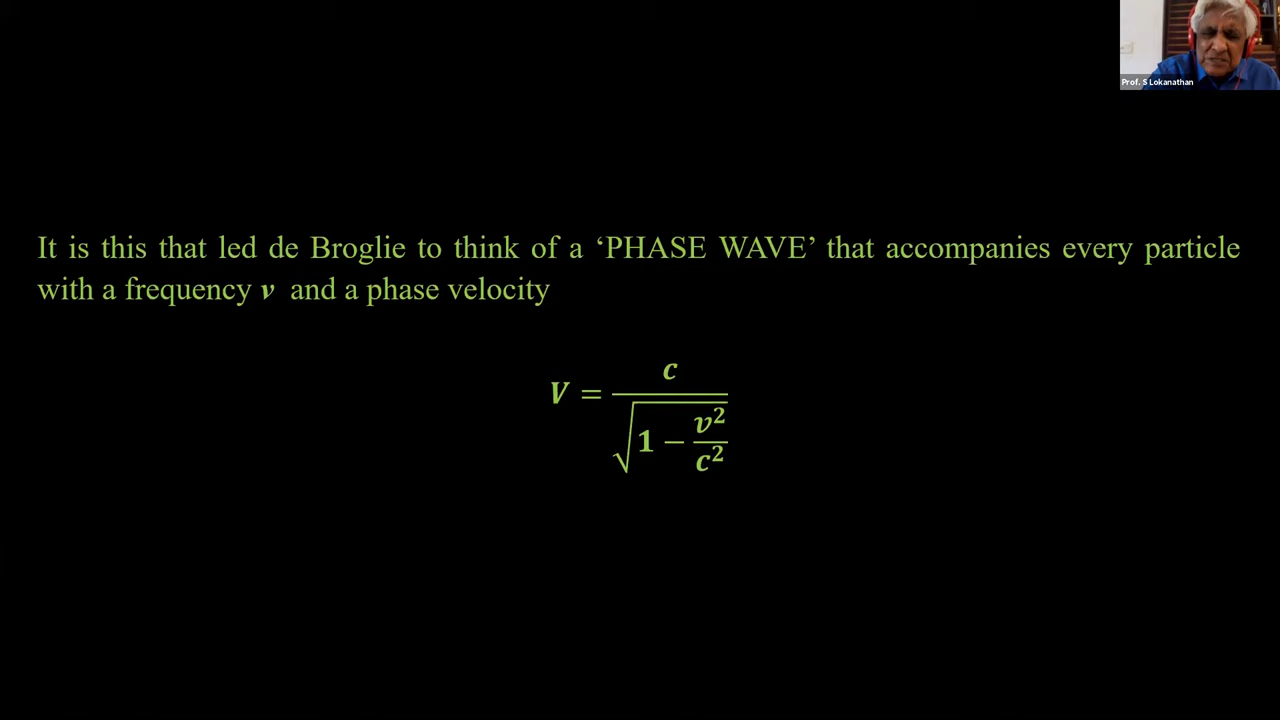 Prof. S Lokanathan
It is this that led de Broglie to think of a ‘PHASE WAVE’ that accompanies every particle
with a frequency ν and a phase velocity
V = c / √(1 − v²/c²)